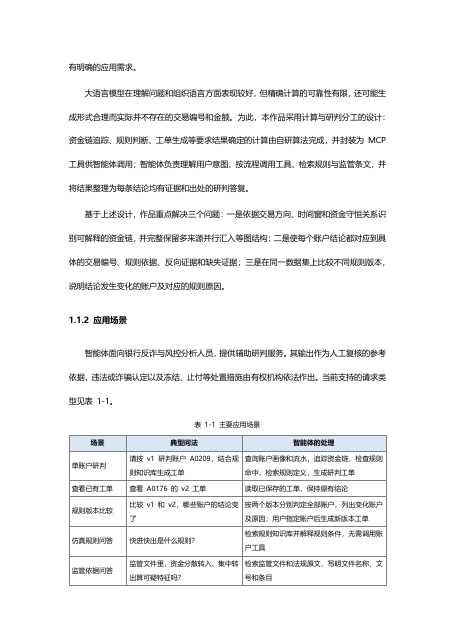 有明确的应用需求。
大语言模型在理解问题和组织语言方面表现较好，但精确计算的可靠性有限，还可能生
成形式合理而实际并不存在的交易编号和金额。为此，本作品采用计算与研判分工的设计：
资金链追踪、规则判断、工单生成等要求结果确定的计算由自研算法完成，并封装为 MCP
工具供智能体调用；智能体负责理解用户意图、按流程调用工具、检索规则与监管条文，并
将结果整理为每条结论均有证据和出处的研判答复。
基于上述设计，作品重点解决三个问题：一是依据交易方向、时间窗和资金守恒关系识
别可解释的资金链，并完整保留多来源并行汇入等图结构；二是使每个账户结论都对应到具
体的交易编号、规则依据、反向证据和缺失证据；三是在同一数据集上比较不同规则版本，
说明结论发生变化的账户及对应的规则原因。
1.1.2 应用场景
智能体面向银行反诈与风控分析人员，提供辅助研判服务。其输出作为人工复核的参考
依据，违法或诈骗认定以及冻结、止付等处置措施由有权机构依法作出。当前支持的请求类
型见表 1-1。
表 1-1 主要应用场景
场景 典型问法 智能体的处理
单账户研判 请按 v1 研判账户 A0209，结合规则知识库生成工单 查询账户画像和流水，追踪资金链，检查规则命中，检索规则定义，生成研判工单
查看已有工单 查看 A0176 的 v2 工单 读取已保存的工单，保持原有结论
规则版本比较 比较 v1 和 v2，哪些账户的结论变了 按两个版本分别判定全部账户，列出变化账户及原因；用户指定账户后生成新版本工单
仿真规则问答 快进快出是什么规则？ 检索规则知识库并解释规则条件，无需调用账户工具
监管依据问答 监管文件里，资金分散转入、集中转出算可疑特征吗？ 检索监管文件和法规原文，写明文件名称、文号和条目